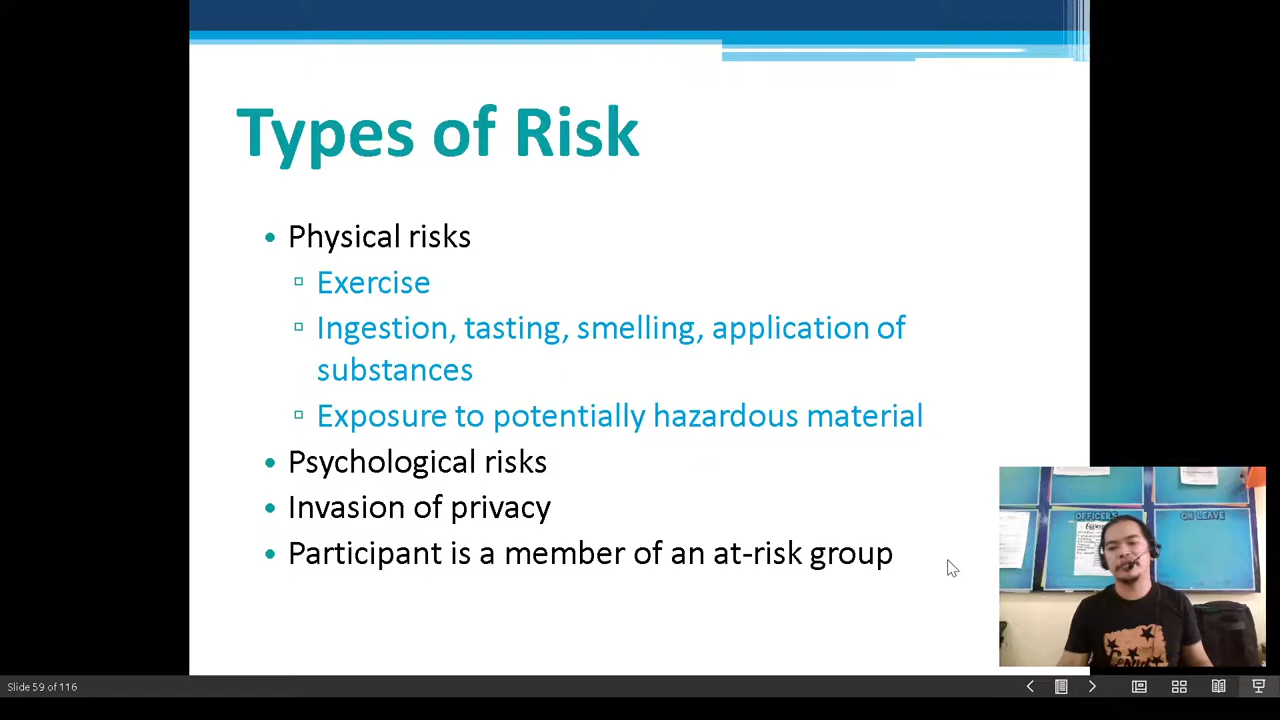 Types of Risk
• Physical risks
▫ Exercise
▫ Ingestion, tasting, smelling, application of
substances
▫ Exposure to potentially hazardous material
• Psychological risks
• Invasion of privacy
• Participant is a member of an at-risk group
OFFICERS
ON LEAVE
Slide 59 of 116